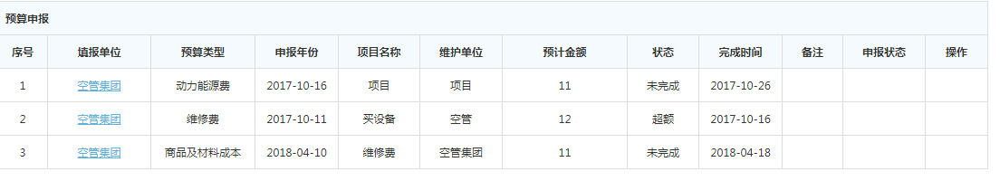 预算申报
序号 填报单位 预算类型 申报年份 项目名称 维护单位 预计金额 状态 完成时间 备注 申报状态 操作
1 空管集团 动力能源费 2017-10-16 项目 项目 11 未完成 2017-10-26
2 空管集团 维修费 2017-10-11 买设备 空管 12 超额 2017-10-16
3 空管集团 商品及材料成本 2018-04-10 维修费 空管集团 11 未完成 2018-04-18